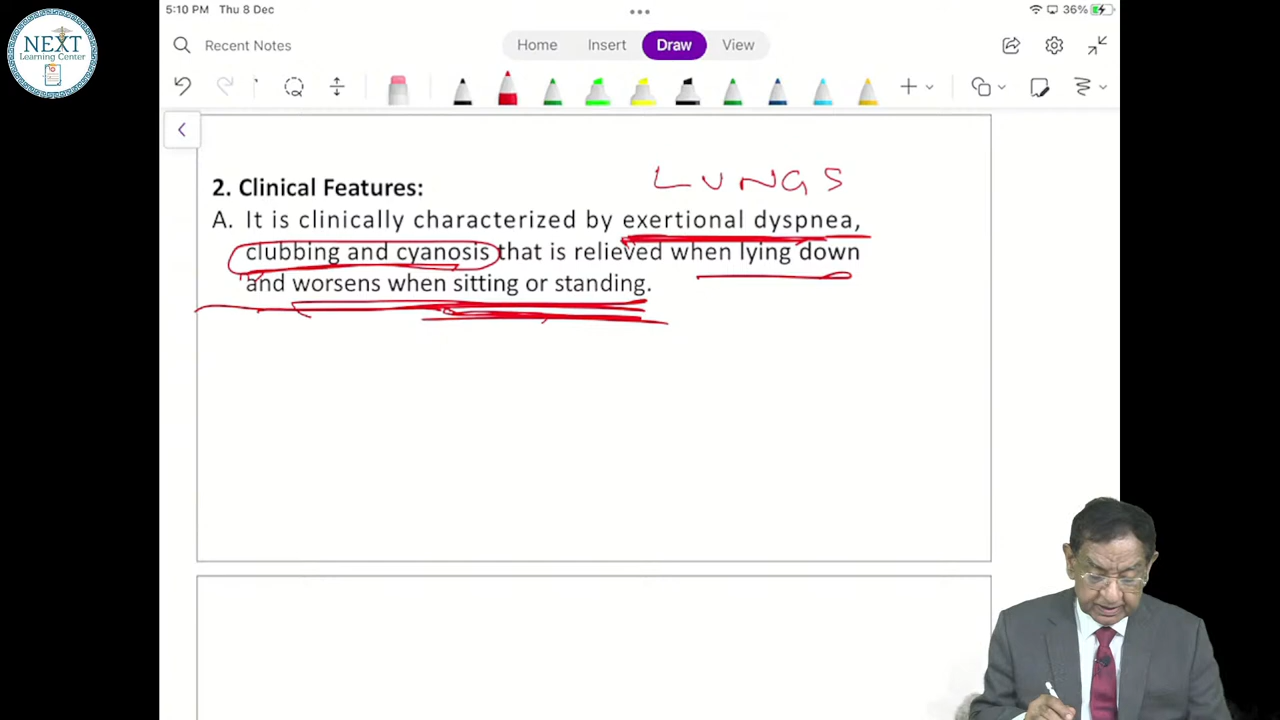 5:10 PM Thu 8 Dec
36%
NEXT
Learning Center
Recent Notes
Home Insert Draw View
LUNGS
2. Clinical Features:
A. It is clinically characterized by exertional dyspnea,
clubbing and cyanosis that is relieved when lying down
and worsens when sitting or standing.